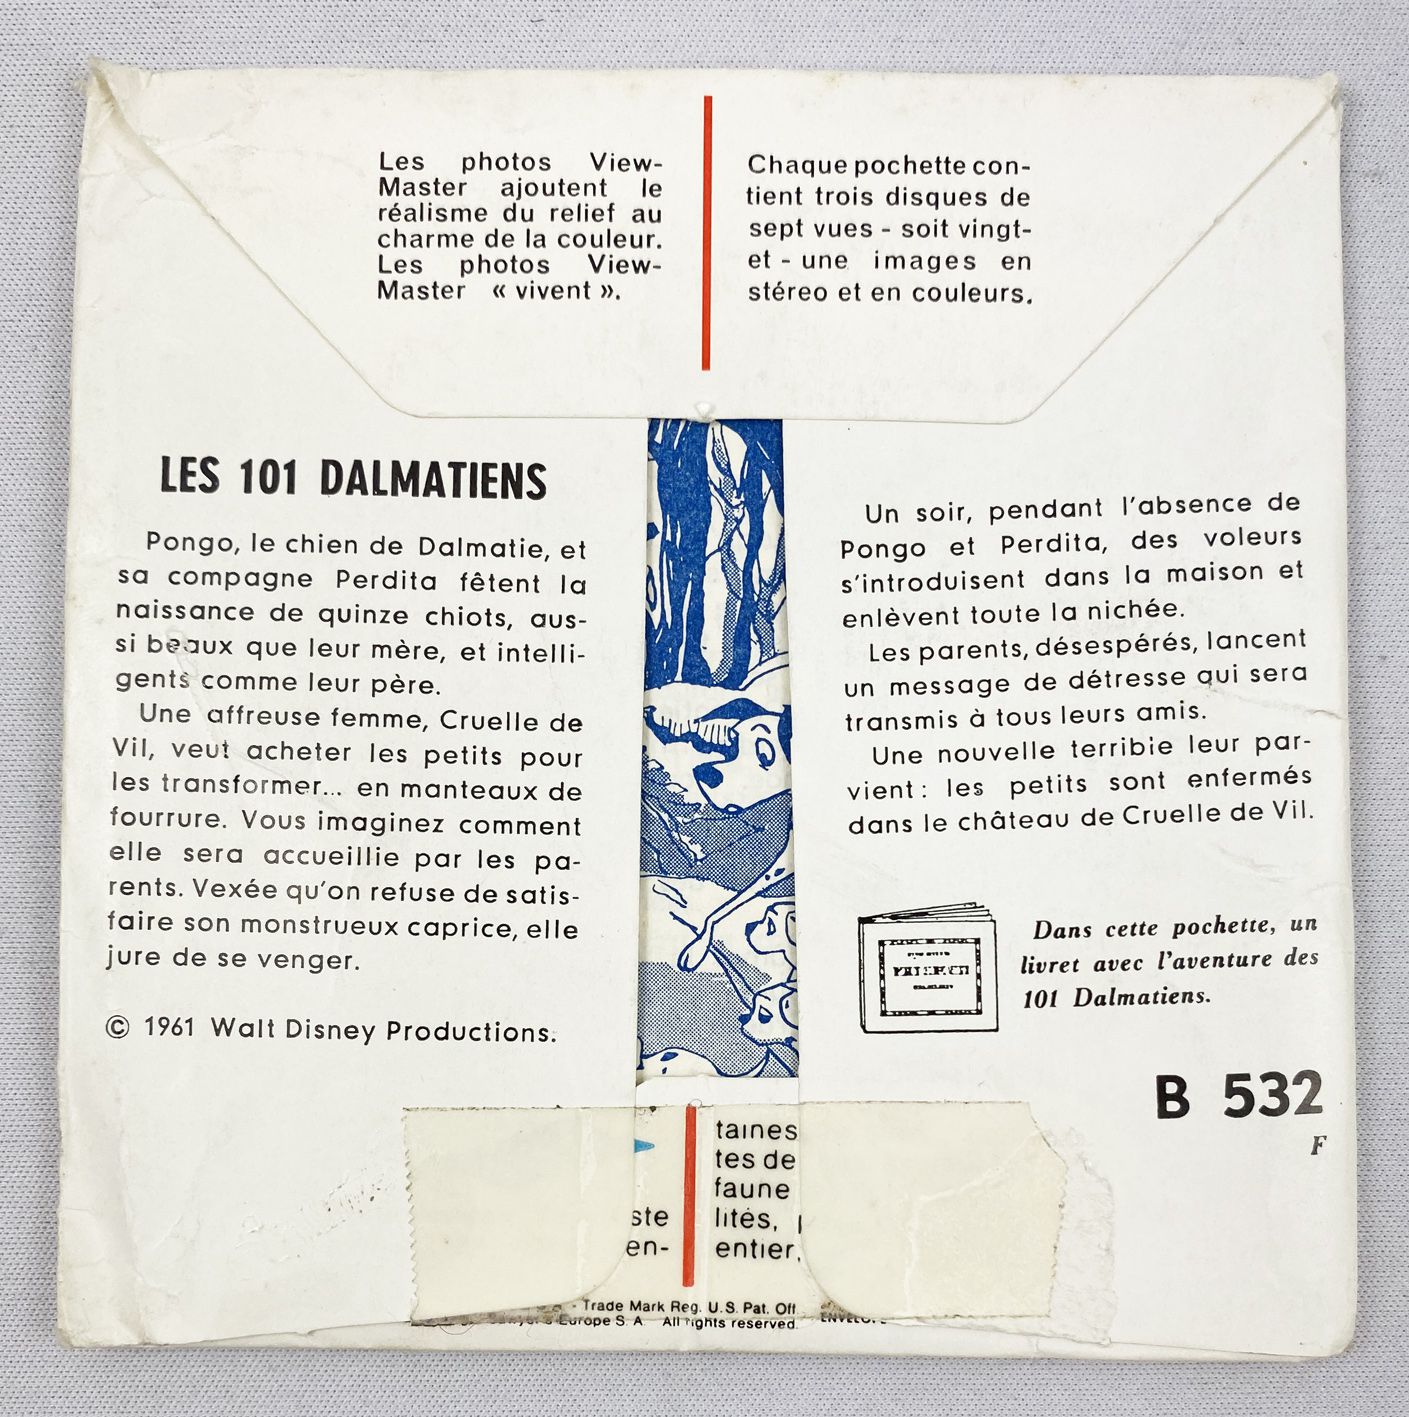 Les photos View-
Master ajoutent le
réalisme du relief au
charme de la couleur.
Les photos View-
Master « vivent ».
Chaque pochette con-
tient trois disques de
sept vues - soit vingt-
et - une images en
stéreo et en couleurs.
LES 101 DALMATIENS
Pongo, le chien de Dalmatie, et
sa compagne Perdita fêtent la
naissance de quinze chiots, aus-
si beaux que leur mère, et intelli-
gents comme leur père.
Une affreuse femme, Cruelle de
Vil, veut acheter les petits pour
les transformer... en manteaux de
fourrure. Vous imaginez comment
elle sera accueillie par les pa-
rents. Vexée qu'on refuse de satis-
faire son monstrueux caprice, elle
jure de se venger.
© 1961 Walt Disney Productions.
Un soir, pendant l'absence de
Pongo et Perdita, des voleurs
s'introduisent dans la maison et
enlèvent toute la nichée.
Les parents, désespérés, lancent
un message de détresse qui sera
transmis à tous leurs amis.
Une nouvelle terrible leur par-
vient : les petits sont enfermés
dans le château de Cruelle de Vil.
Dans cette pochette, un
livret avec l'aventure des
101 Dalmatiens.
B 532
F
ste
en-
taines
tes de
faune
lités,
entier.
- Trade Mark Reg. U.S. Pat. Off
Europe S. A. All rights reserved.